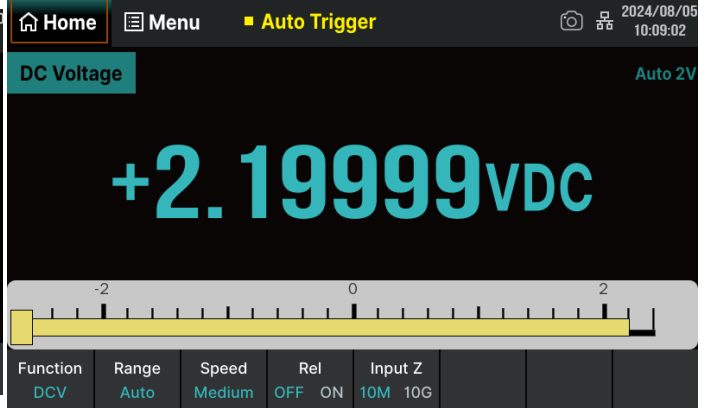 Home Menu Auto Trigger 2024/08/05
10:09:02
DC Voltage Auto 2V
+2.19999VDC
-2 0 2
Function Range Speed Rel Input Z
DCV Auto Medium OFF ON 10M 10G